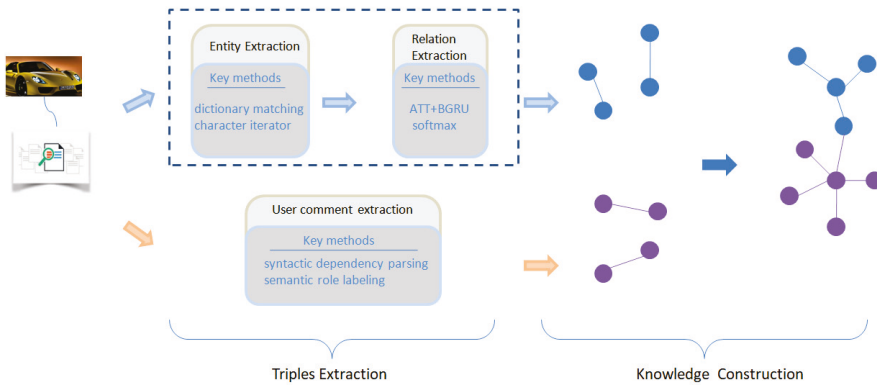 Entity Extraction
Key methods
dictionary matching
character iterator
Relation
Extraction
Key methods
ATT+BGRU
softmax
User comment extraction
Key methods
syntactic dependency parsing
semantic role labeling
Triples Extraction
Knowledge Construction